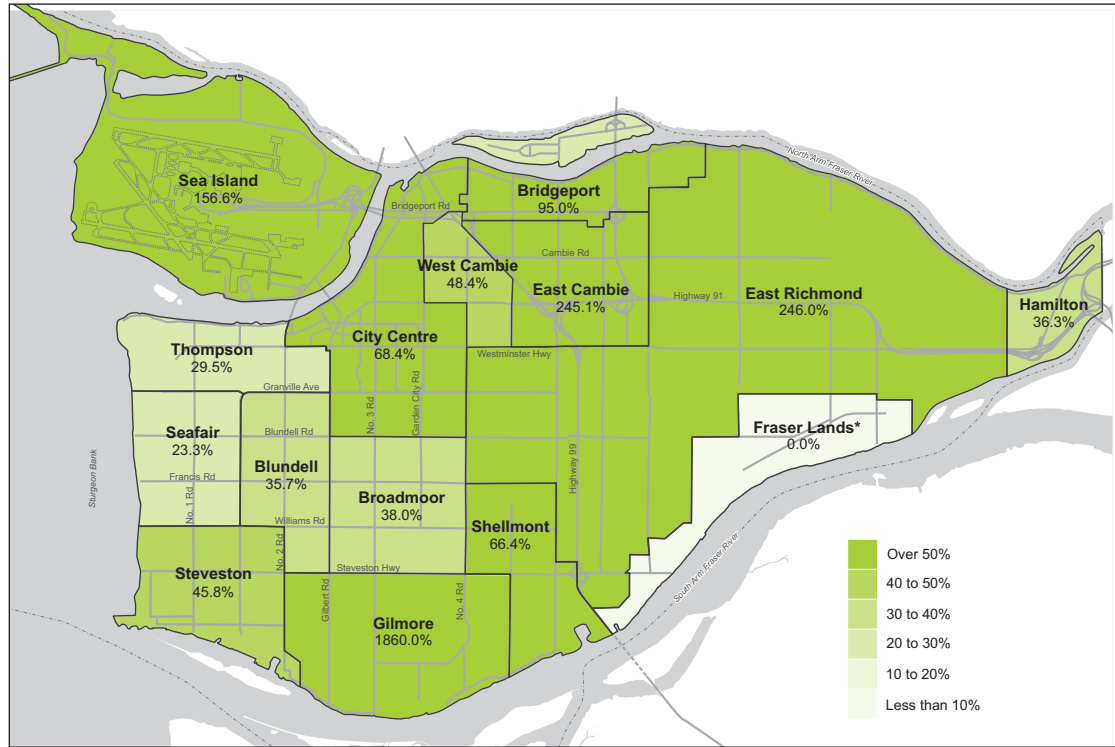 North Arm Fraser River
Sea Island
156.6%
Bridgeport
95.0%
Bridgeport Rd
Cambie Rd
West Cambie
48.4%
East Cambie
245.1%
Highway 91
East Richmond
246.0%
Hamilton
36.3%
City Centre
68.4%
Thompson
29.5%
Westminster Hwy
Granville Ave
No. 3 Rd
Garden City Rd
Fraser Lands*
0.0%
Seafair
23.3%
Blundell Rd
Blundell
35.7%
Sturgeon Bank
Francis Rd
No. 1 Rd
Highway 99
Broadmoor
38.0%
Williams Rd
Shellmont
66.4%
No. 2 Rd
Steveston
45.8%
Steveston Hwy
Gilbert Rd
No. 4 Rd
South Arm Fraser River
Gilmore
1860.0%
Over 50%
40 to 50%
30 to 40%
20 to 30%
10 to 20%
Less than 10%